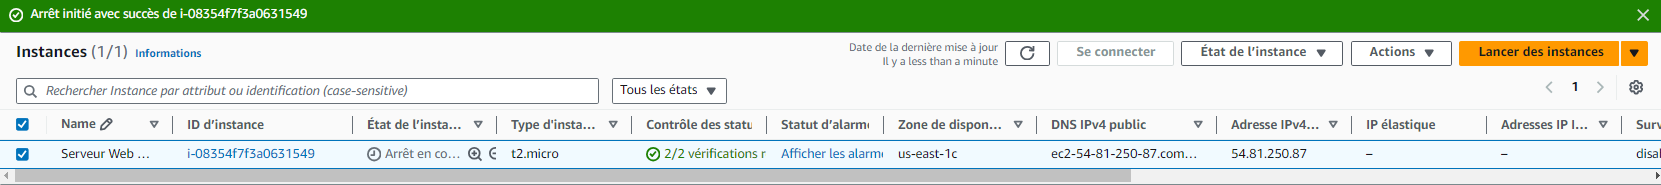 Arrêt initié avec succès de i-08354f7f3a0631549
Instances (1/1) Informations
Date de la dernière mise à jour
Il y a less than a minute
Se connecter
État de l'instance
Actions
Lancer des instances
Rechercher Instance par attribut ou identification (case-sensitive)
Tous les états
1
Name ID d'instance État de l'insta... Type d'insta... Contrôle des statu Statut d'alarme Zone de dispon... DNS IPv4 public Adresse IPv4... IP élastique Adresses IP I... Surv
Serveur Web ... i-08354f7f3a0631549 Arrêt en co... t2.micro 2/2 vérifications r Afficher les alarme us-east-1c ec2-54-81-250-87.com... 54.81.250.87 – – disal